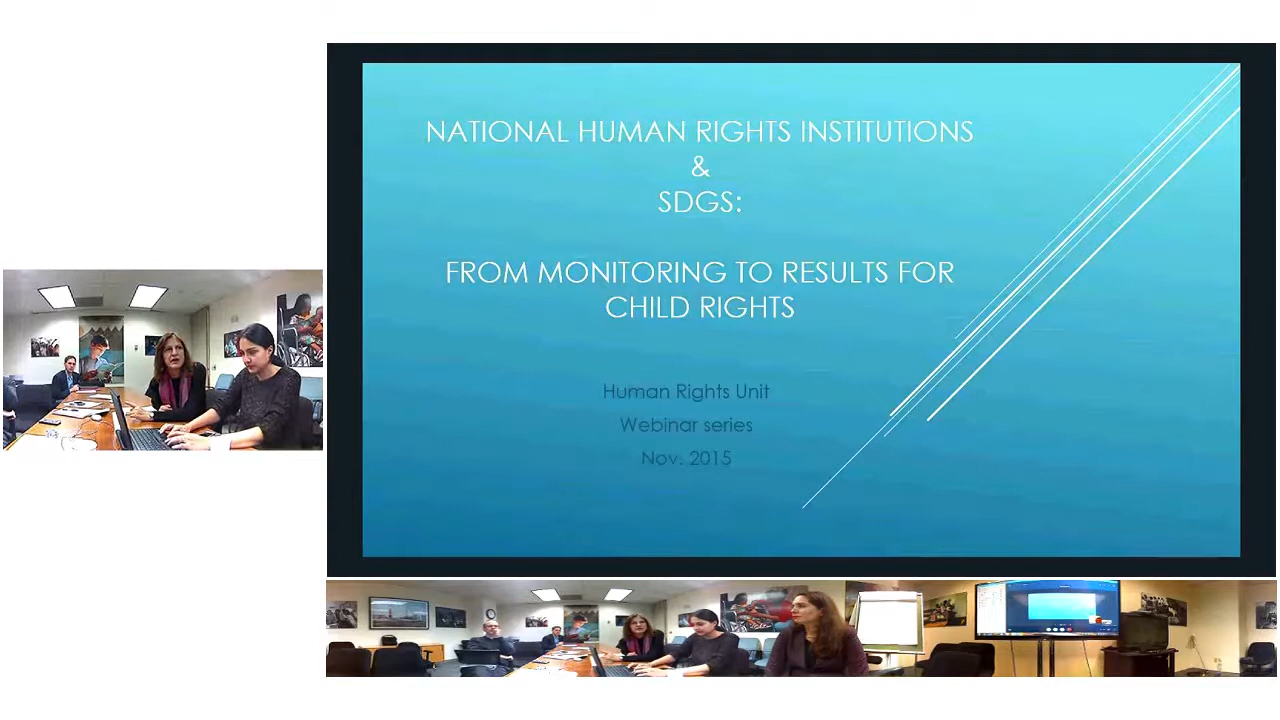 NATIONAL HUMAN RIGHTS INSTITUTIONS
&
SDGS:
FROM MONITORING TO RESULTS FOR
CHILD RIGHTS
Human Rights Unit
Webinar series
Nov. 2015